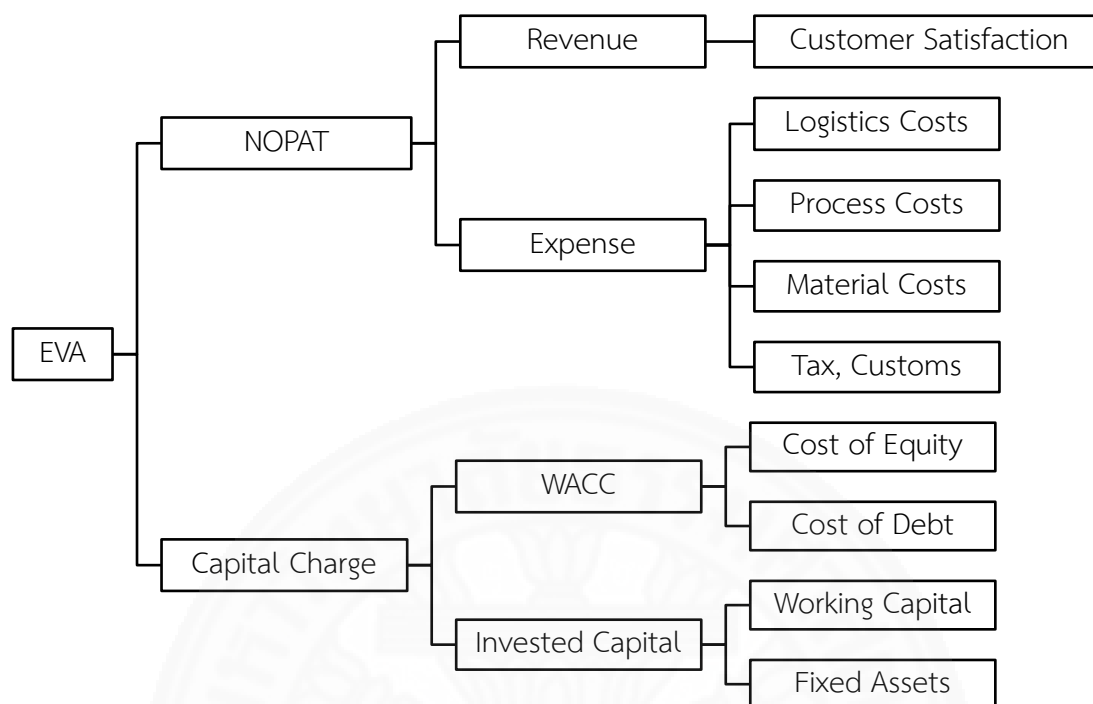 Revenue
Customer Satisfaction
Logistics Costs
NOPAT
Process Costs
Expense
Material Costs
EVA
Tax, Customs
Cost of Equity
WACC
Cost of Debt
Capital Charge
Working Capital
Invested Capital
Fixed Assets